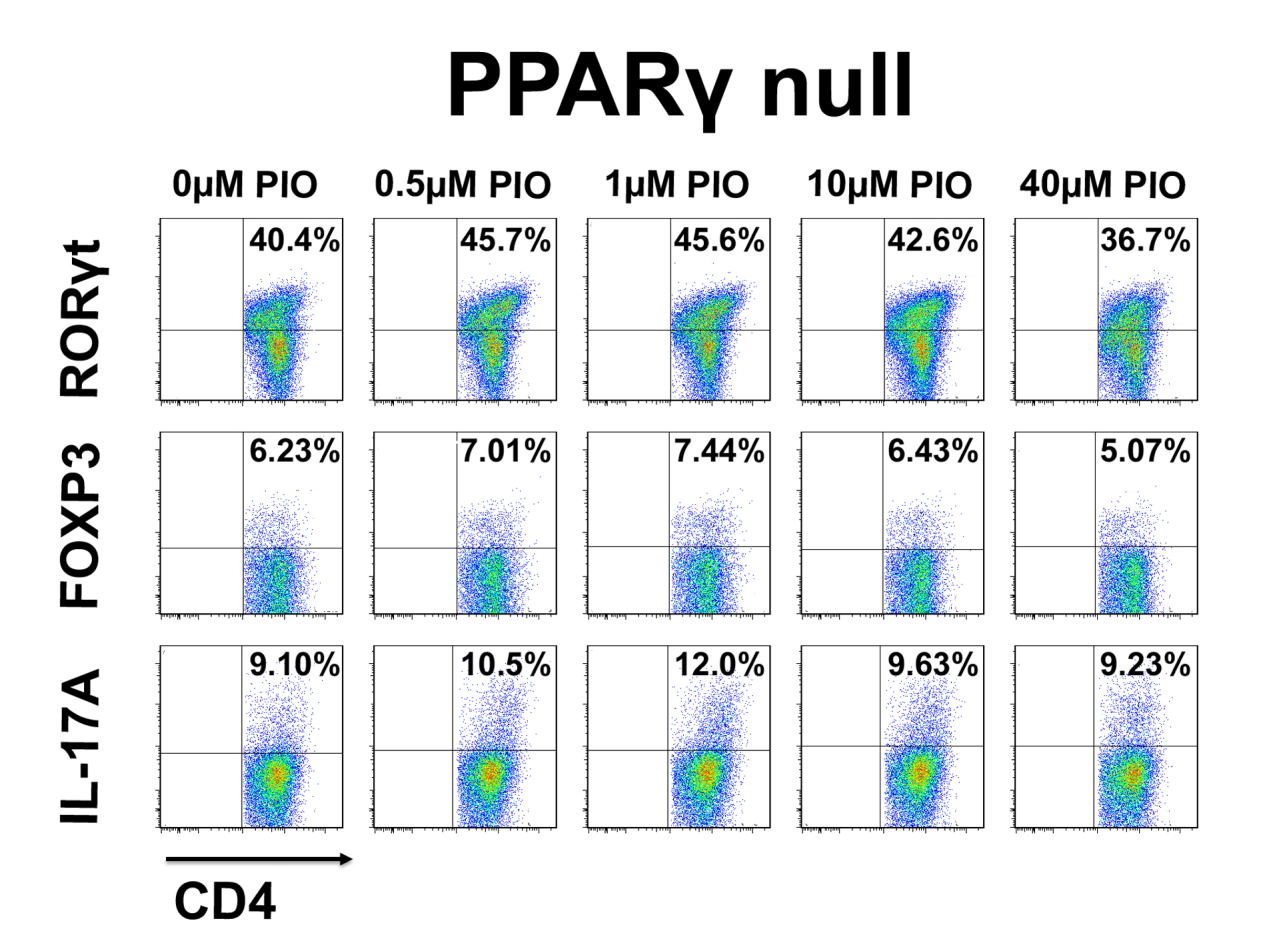 PPARγ null
0µM PIO 0.5µM PIO 1µM PIO 10µM PIO 40µM PIO
RORγt 40.4% 45.7% 45.6% 42.6% 36.7%
FOXP3 6.23% 7.01% 7.44% 6.43% 5.07%
IL-17A 9.10% 10.5% 12.0% 9.63% 9.23%
CD4